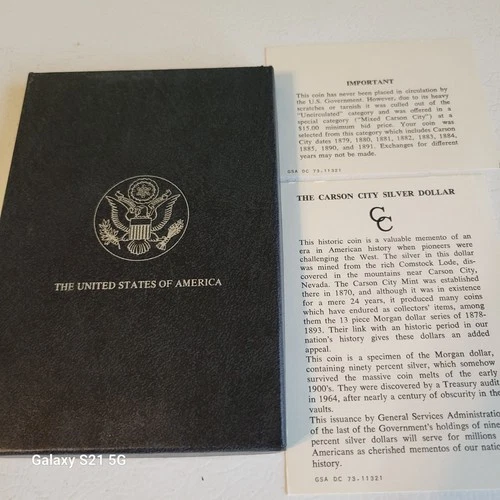 THE UNITED STATES OF AMERICA
IMPORTANT
This coin has never been placed in circulation by
the U.S. Government. However, due to its heavy
scratches or tarnish it was culled out of the
"Uncirculated" category and was offered in a
special category ("Mixed Carson City") at a
$15.00 minimum bid price. Your coin was
selected from this category which includes Carson
City dates 1879, 1880, 1881, 1882, 1883, 1884,
1885, 1890, and 1891. Exchanges for different
years may not be made.
GSA DC 73-11321
THE CARSON CITY SILVER DOLLAR
CC
This historic coin is a valuable memento of an
era in American history when pioneers were
challenging the West. The silver in this dollar
was mined from the rich Comstock Lode, dis-
covered in the mountains near Carson City,
Nevada. The Carson City Mint was established
there in 1870, and although it was in existence
for a mere 24 years, it produced many coins
which have endured as collectors' items, among
them the 13 piece Morgan dollar series of 1878-
1893. Their link with an historic period in our
nation's history gives these dollars an added
appeal.
This coin is a specimen of the Morgan dollar,
containing ninety percent silver, which somehow
survived the massive coin melts of the early
1900's. They were discovered by a Treasury audit
in 1964, after nearly a century of obscurity in the
vaults.
This issuance by General Services Administratio
of the last of the Government's holdings of nine
percent silver dollars will serve for millions
Americans as cherished mementos of our natio
history.
GSA DC 73-11321
Galaxy S21 5G